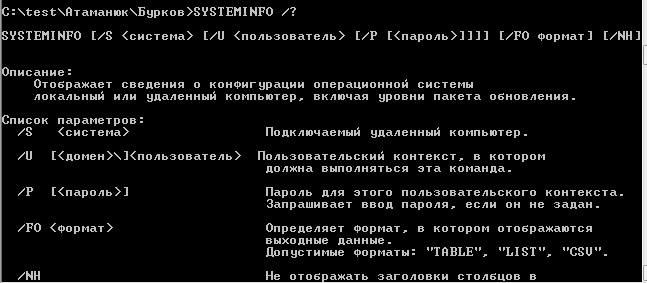 C:\test\Атаманюк\Бурков>SYSTEMINFO /?
SYSTEMINFO [/S <система> [/U <пользователь> [/P [<пароль>]]]] [/FO формат] [/NH]
Описание:
Отображает сведения о конфигурации операционной системы
локальный или удаленный компьютер, включая уровни пакета обновления.
Список параметров:
/S <система> Подключаемый удаленный компьютер.
/U [<домен>\]<пользователь> Пользовательский контекст, в котором
должна выполняться эта команда.
/P [<пароль>] Пароль для этого пользовательского контекста.
Запрашивает ввод пароля, если он не задан.
/FO <формат> Определяет формат, в котором отображаются
выходные данные.
Допустимые форматы: "TABLE", "LIST", "CSV".
/NH Не отображать заголовки столбцов в